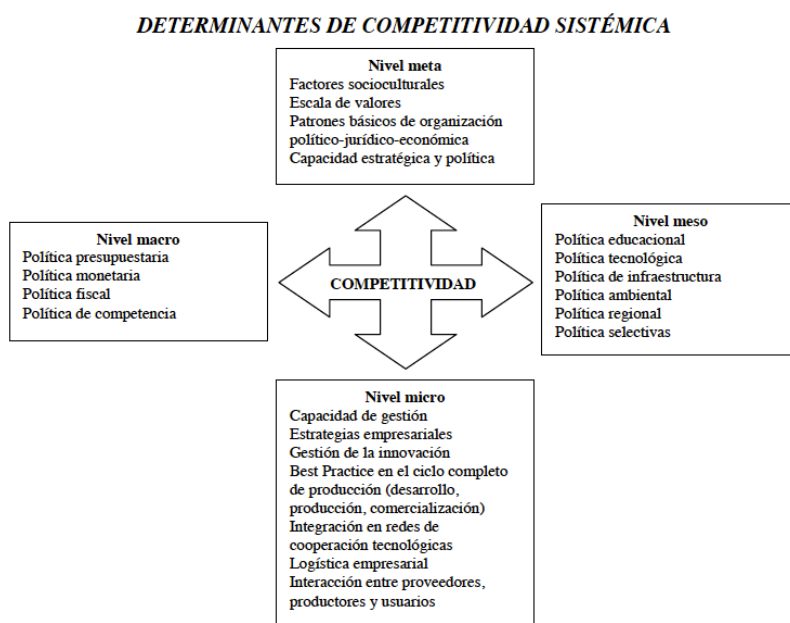 DETERMINANTES DE COMPETITIVIDAD SISTÉMICA
Nivel meta
Factores socioculturales
Escala de valores
Patrones básicos de organización
político-jurídico-económica
Capacidad estratégica y política
Nivel macro
Política presupuestaria
Política monetaria
Política fiscal
Política de competencia
COMPETITIVIDAD
Nivel meso
Política educacional
Política tecnológica
Política de infraestructura
Política ambiental
Política regional
Política selectivas
Nivel micro
Capacidad de gestión
Estrategias empresariales
Gestión de la innovación
Best Practice en el ciclo completo
de producción (desarrollo,
producción, comercialización)
Integración en redes de
cooperación tecnológicas
Logística empresarial
Interacción entre proveedores,
productores y usuarios